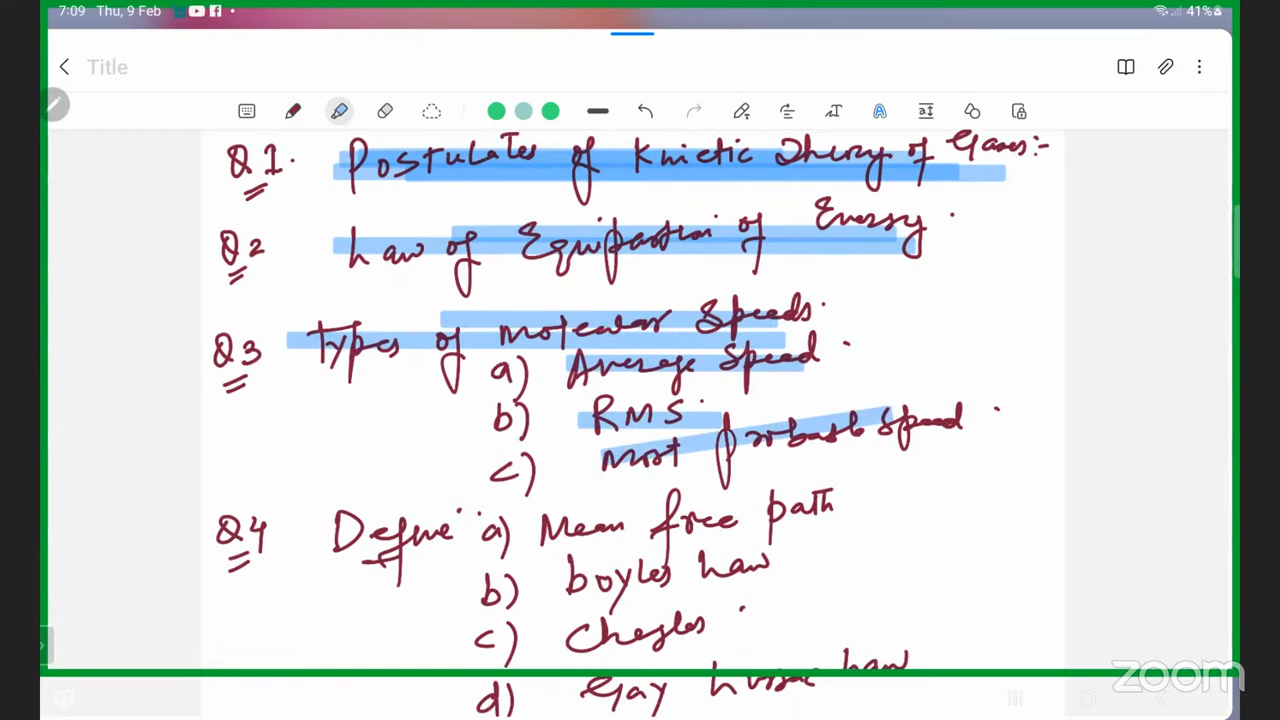 7:09 Thu, 9 Feb
41%
Title
Q1. Postulates of Kinetic Theory of Gases:-
Q2 Law of Equipartion of Energy.
Q3 Types of Molecular Speeds.
a) Average Speed.
b) RMS
c) Most probable Speed.
Q4 Define a) Mean free path
b) boyles Law
c) Charles "
d) Gay Lussac Law
zoom